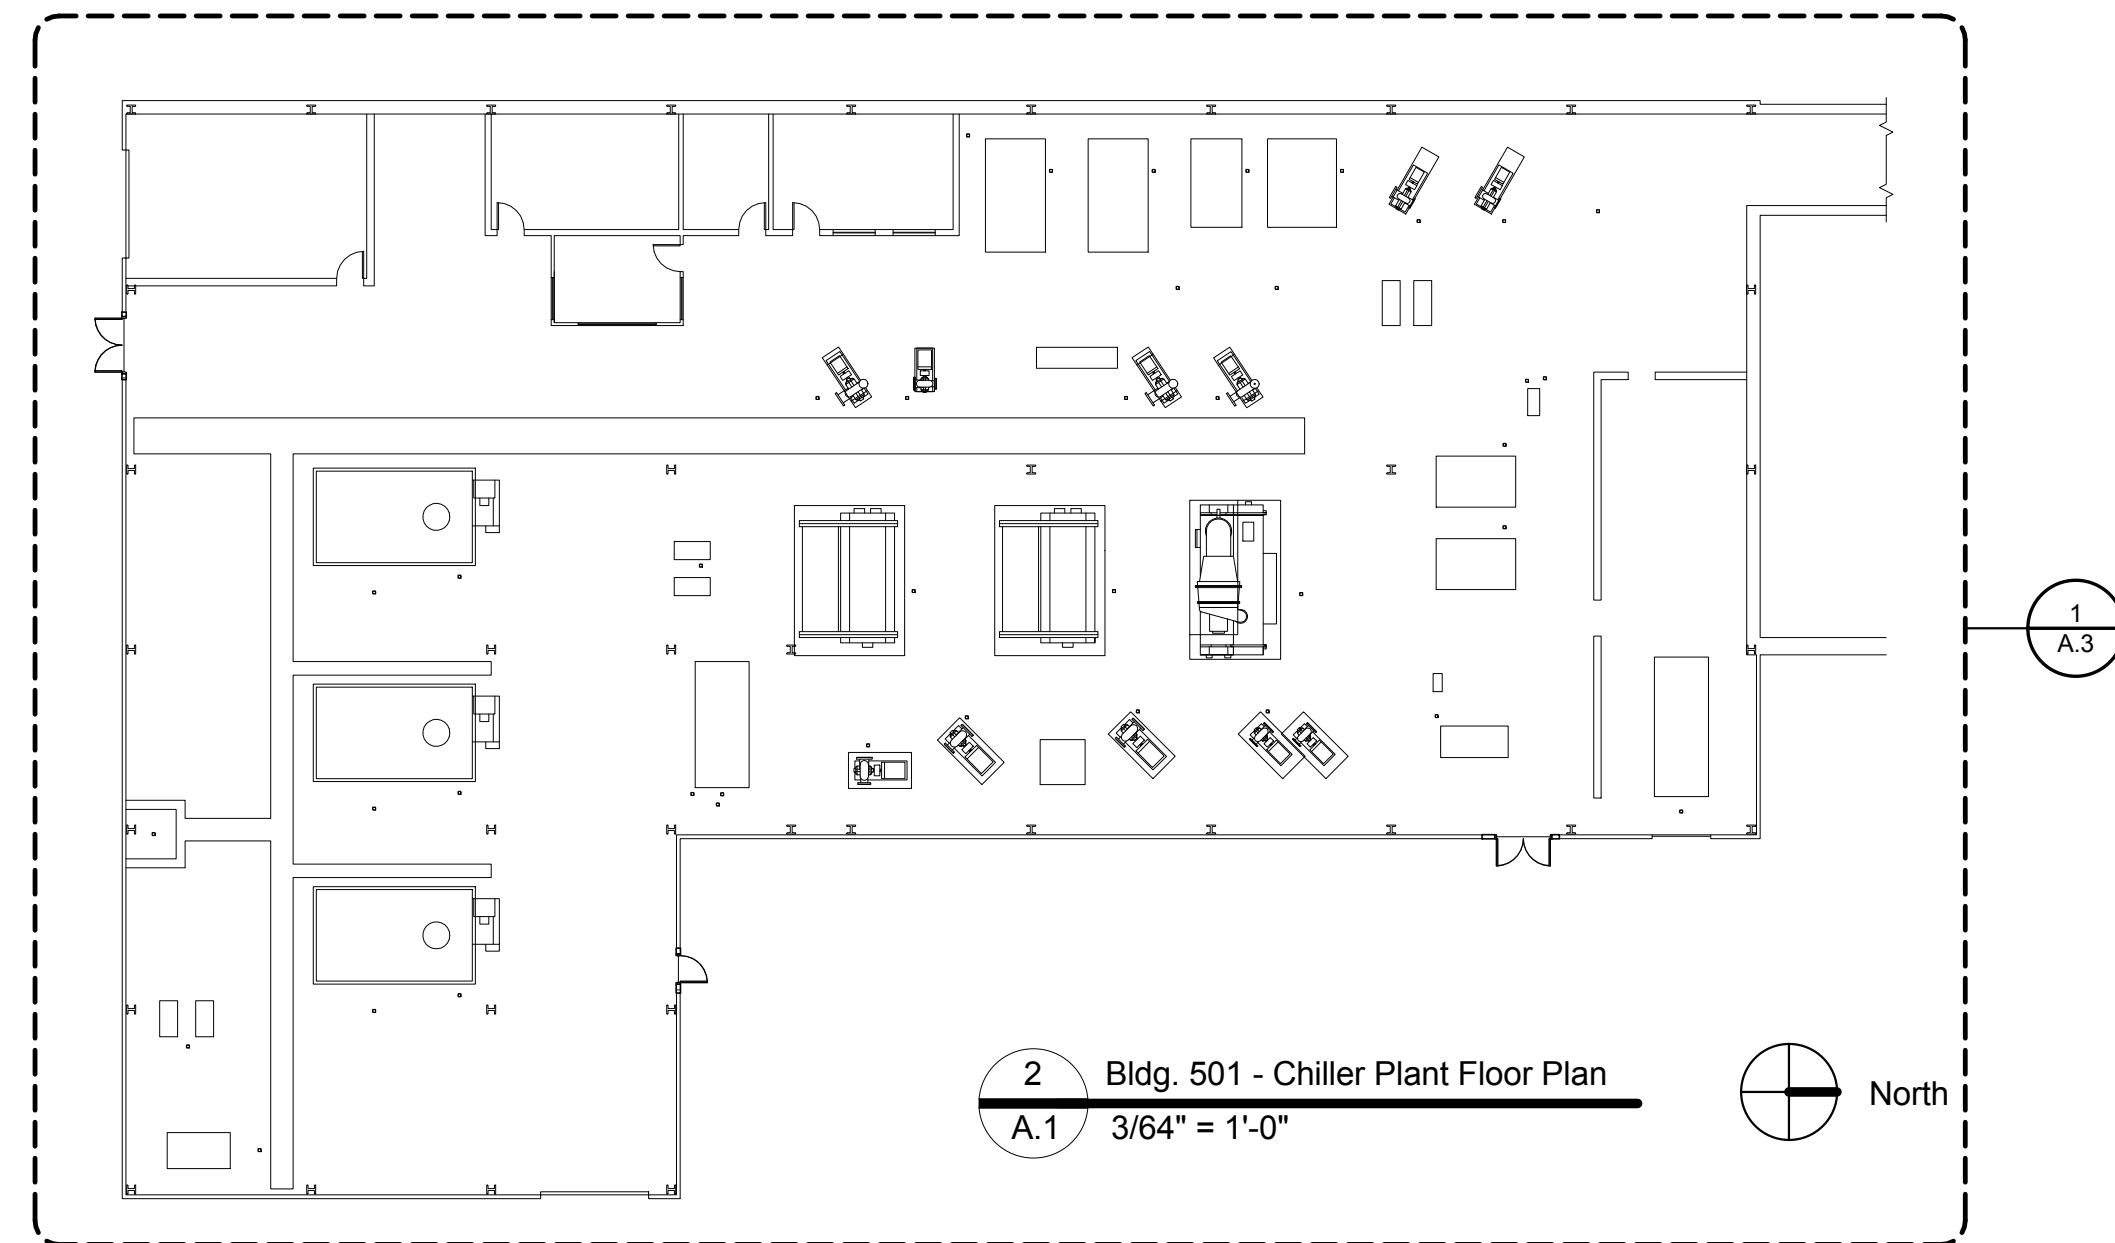 1
A.3
2
Bldg. 501 - Chiller Plant Floor Plan
A.1
3/64" = 1'-0"
North